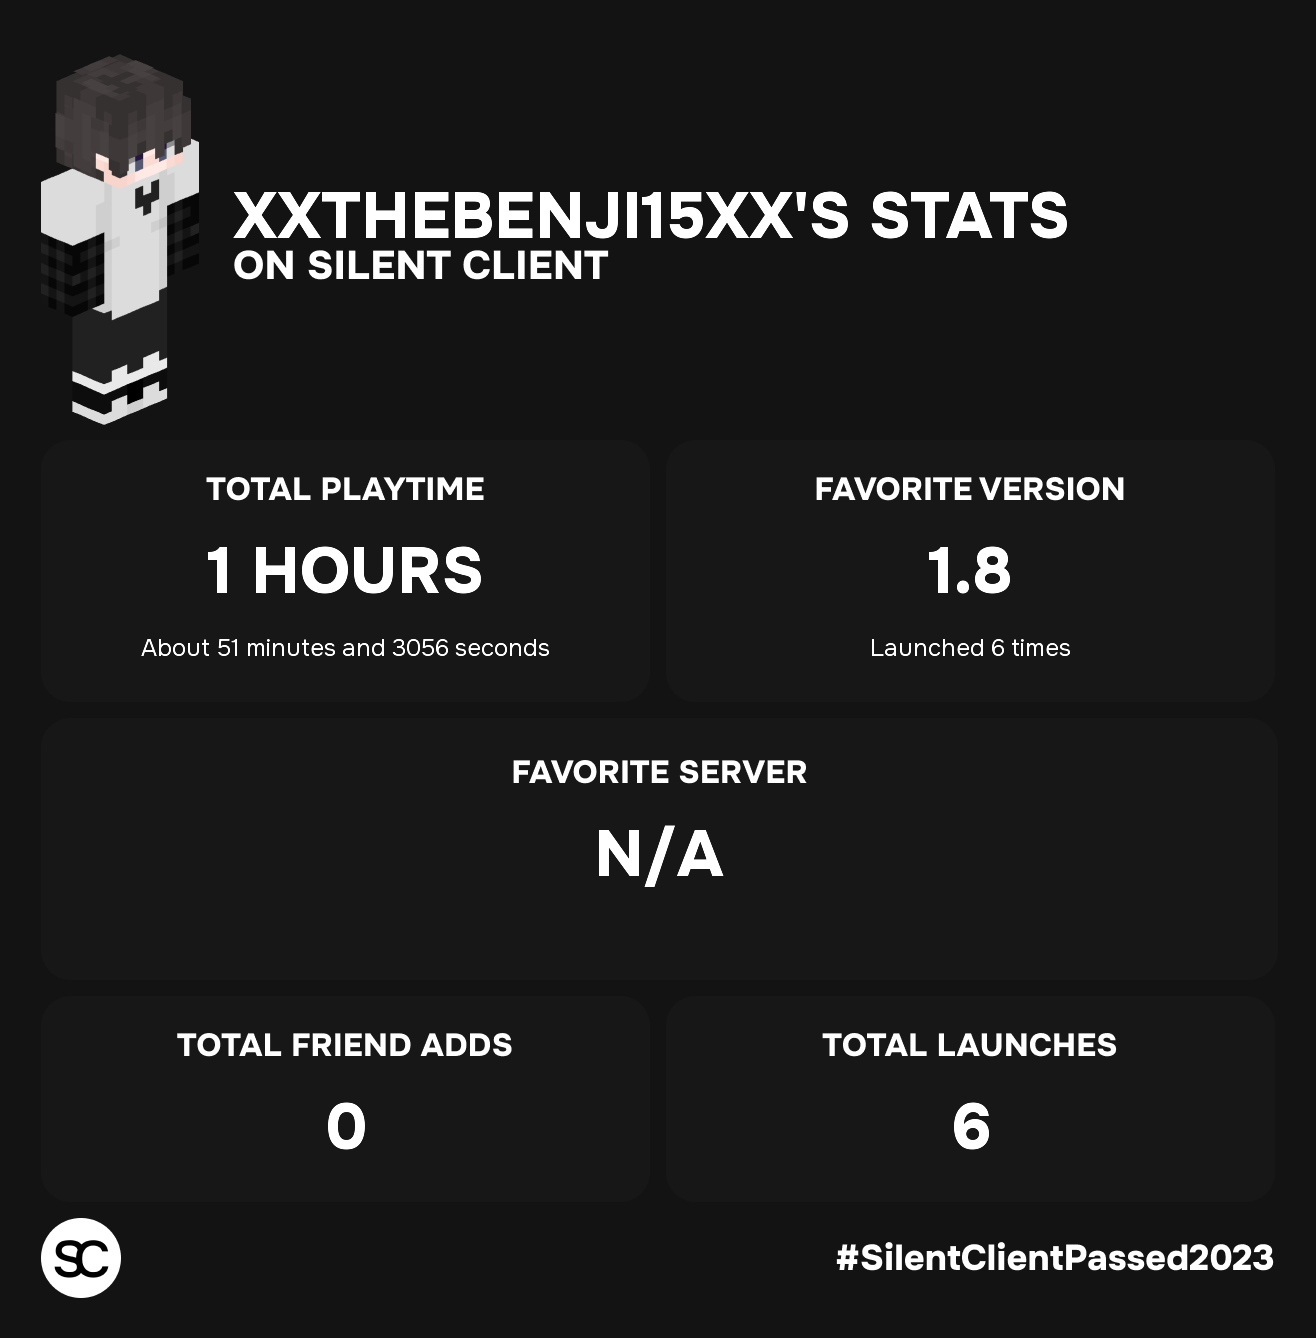 XXTHEBENJI15XX'S STATS
ON SILENT CLIENT
TOTAL PLAYTIME
1 HOURS
About 51 minutes and 3056 seconds
FAVORITE VERSION
1.8
Launched 6 times
FAVORITE SERVER
N/A
TOTAL FRIEND ADDS
0
TOTAL LAUNCHES
6
SC
#SilentClientPassed2023